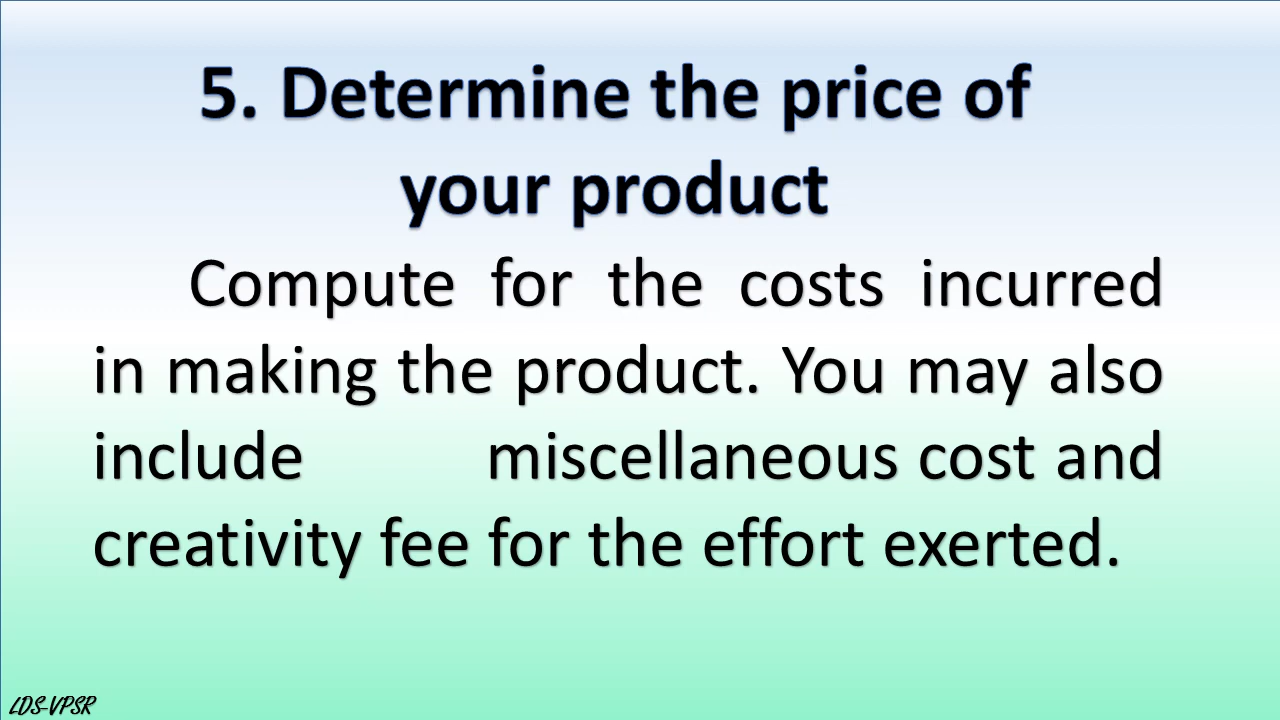 5. Determine the price of
your product
Compute for the costs incurred
in making the product. You may also
include miscellaneous cost and
creativity fee for the effort exerted.
LDS-VPSR